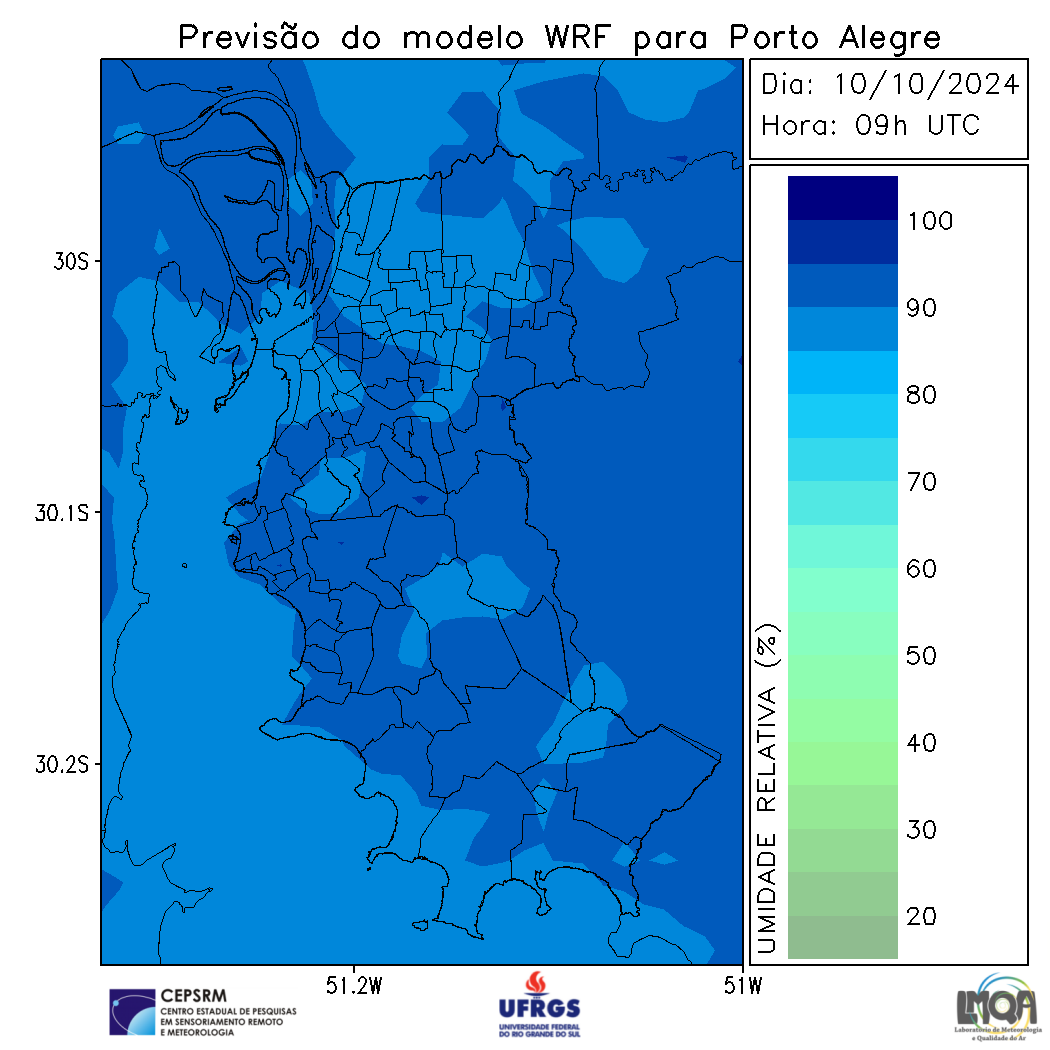 Previsão do modelo WRF para Porto Alegre
Dia: 10/10/2024
Hora: 09h UTC
30S
30.1S
30.2S
51.2W
51W
100
90
80
70
60
50
40
30
20
UMIDADE RELATIVA (%)
CEPSRM
CENTRO ESTADUAL DE PESQUISAS
EM SENSORIAMENTO REMOTO
E METEOROLOGIA
UFRGS
UNIVERSIDADE FEDERAL
DO RIO GRANDE DO SUL
LMQA
Laboratório de Meteorologia
e Qualidade do Ar